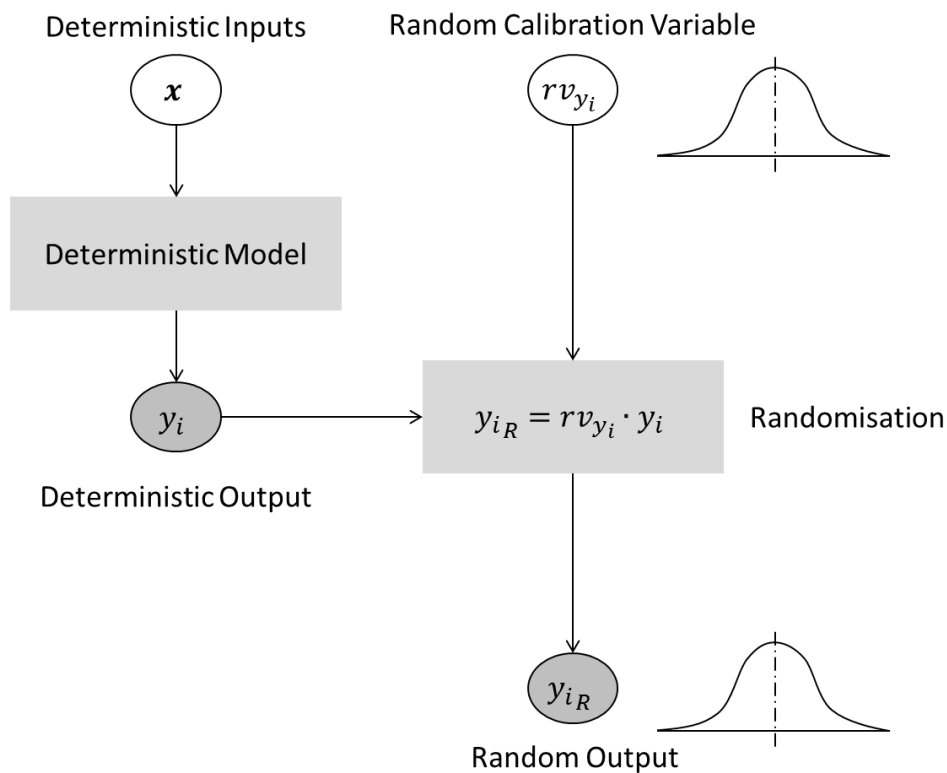 Deterministic Inputs
Random Calibration Variable
x
rv_{y_i}
Deterministic Model
y_i
y_{i_R} = rv_{y_i} · y_i
Randomisation
Deterministic Output
y_{i_R}
Random Output